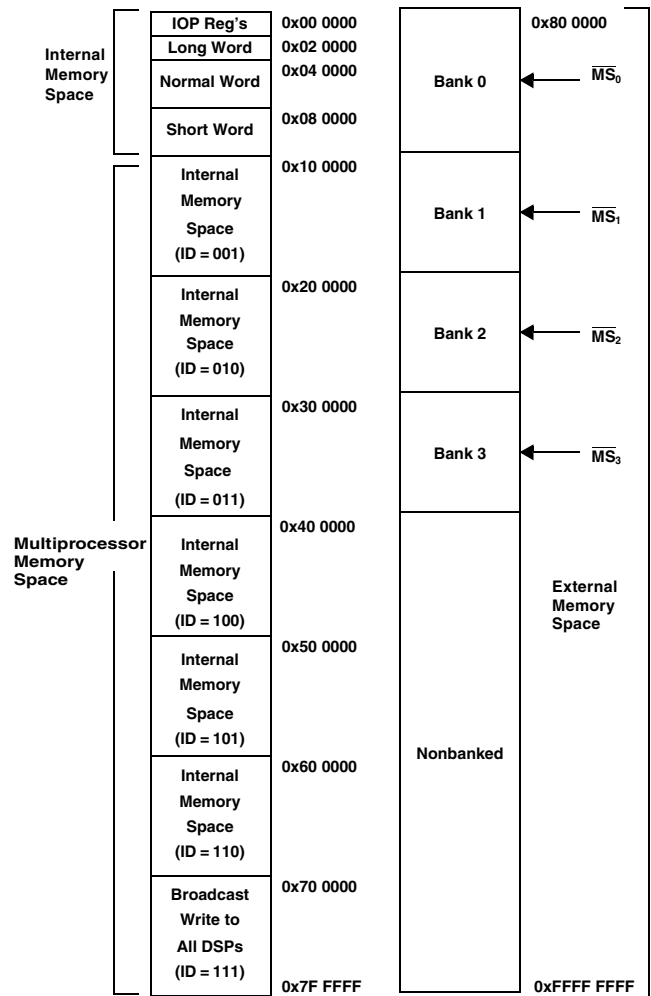 Internal
Memory
Space
IOP Reg's 0x00 0000
Long Word 0x02 0000
Normal Word 0x04 0000
Short Word 0x08 0000
Multiprocessor
Memory
Space
0x10 0000
Internal
Memory
Space
(ID = 001)
0x20 0000
Internal
Memory
Space
(ID = 010)
0x30 0000
Internal
Memory
Space
(ID = 011)
0x40 0000
Internal
Memory
Space
(ID = 100)
0x50 0000
Internal
Memory
Space
(ID = 101)
0x60 0000
Internal
Memory
Space
(ID = 110)
0x70 0000
Broadcast
Write to
All DSPs
(ID = 111)
0x7F FFFF
0x80 0000
Bank 0 M̅S̅₀
Bank 1 M̅S̅₁
Bank 2 M̅S̅₂
Bank 3 M̅S̅₃
External
Memory
Space
Nonbanked
0xFFFF FFFF